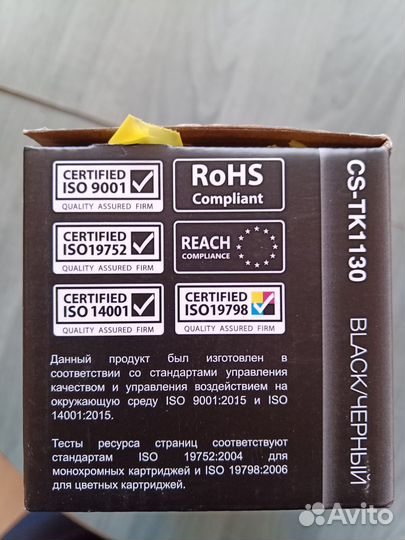 CERTIFIED
ISO 9001
QUALITY ASSURED FIRM
RoHS
Compliant
CERTIFIED
ISO19752
QUALITY ASSURED FIRM
REACH
COMPLIANCE
CERTIFIED
ISO 14001
QUALITY ASSURED FIRM
CERTIFIED
ISO19798
QUALITY ASSURED FIRM
Данный продукт был изготовлен в
соответствии со стандартами управления
качеством и управления воздействием на
окружающую среду ISO 9001:2015 и ISO
14001:2015.
Тесты ресурса страниц соответствуют
стандартам ISO 19752:2004 для
монохромных картриджей и ISO 19798:2006
для цветных картриджей.
CS-TK1130 BLACK/ЧЕРНЫЙ
Avito